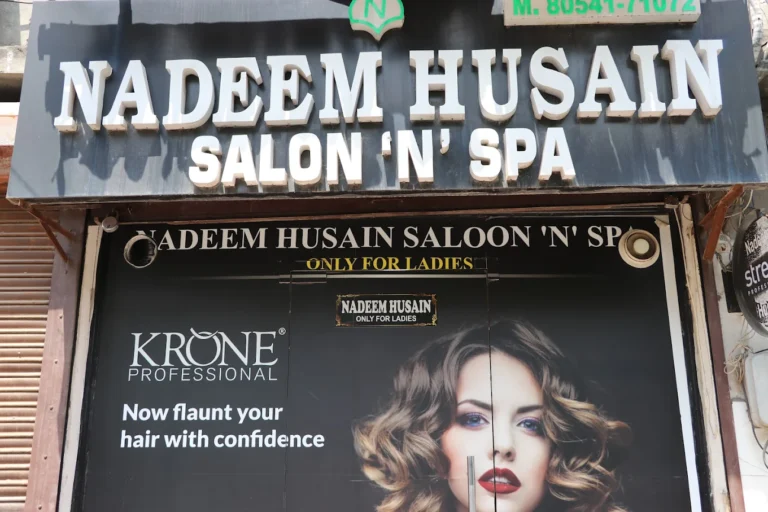 N
M. 80541-71072
NADEEM HUSAIN
SALON 'N' SPA
NADEEM HUSAIN SALOON 'N' SPA
ONLY FOR LADIES
NADEEM HUSAIN
ONLY FOR LADIES
KRONE®
PROFESSIONAL
Now flaunt your
hair with confidence